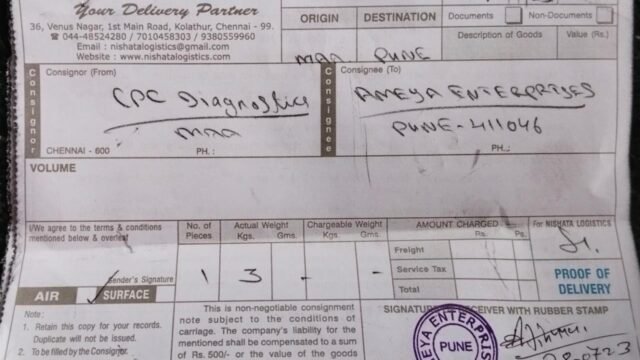 Your Delivery Partner
36, Venus Nagar, 1st Main Road, Kolathur, Chennai - 99.
☎ 044-48524280 / 7010458303 / 9380559960
Email : nishatalogistics@gmail.com
Website : www.nishatalogistics.com
ORIGIN DESTINATION
Documents Non-Documents
Description of Goods Value (Rs.)
MAA PUNE
Consignor
Consignor (From)
CPC Diagnostics
MAA
CHENNAI - 600 PH. :
Consignee
Consignee (To)
AMEYA ENTERPRISES
PUNE-411046
PH.:
VOLUME
I/We agree to the terms & conditions
mentioned below & overleaf
Sender's Signature
AIR SURFACE
No. of
Pieces
1
Actual Weight
Kgs. Gms.
3 -
Chargeable Weight
Kgs. Gms.
-
AMOUNT CHARGED
Rs. Ps.
Freight
Service Tax
Total
For NISHATA LOGISTICS
PROOF OF
DELIVERY
Note :
1. Retain this copy for your records.
Duplicate will not be issued.
2. To be filled by the Consignor.
This is non-negotiable consignment
note subject to the conditions of
carriage. The company's liability for the
mentioned shall be compensated to a sum
of Rs. 500/- or the value of the goods
SIGNATURE RECEIVER WITH RUBBER STAMP
AMEYA ENTERPRISES
PUNE